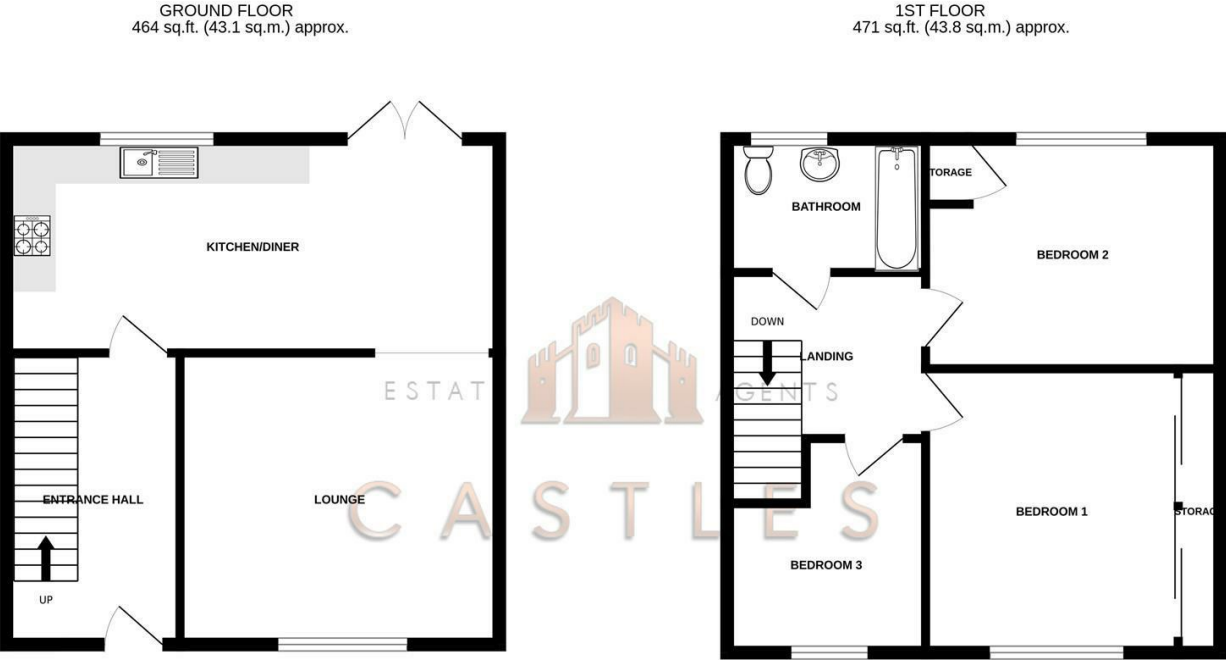 GROUND FLOOR
464 sq.ft. (43.1 sq.m.) approx.
1ST FLOOR
471 sq.ft. (43.8 sq.m.) approx.
KITCHEN/DINER
ENTRANCE HALL
UP
LOUNGE
BATHROOM
TORAGE
BEDROOM 2
DOWN
LANDING
BEDROOM 1
STORAG
BEDROOM 3
ESTAT AGENTS
CASTLES